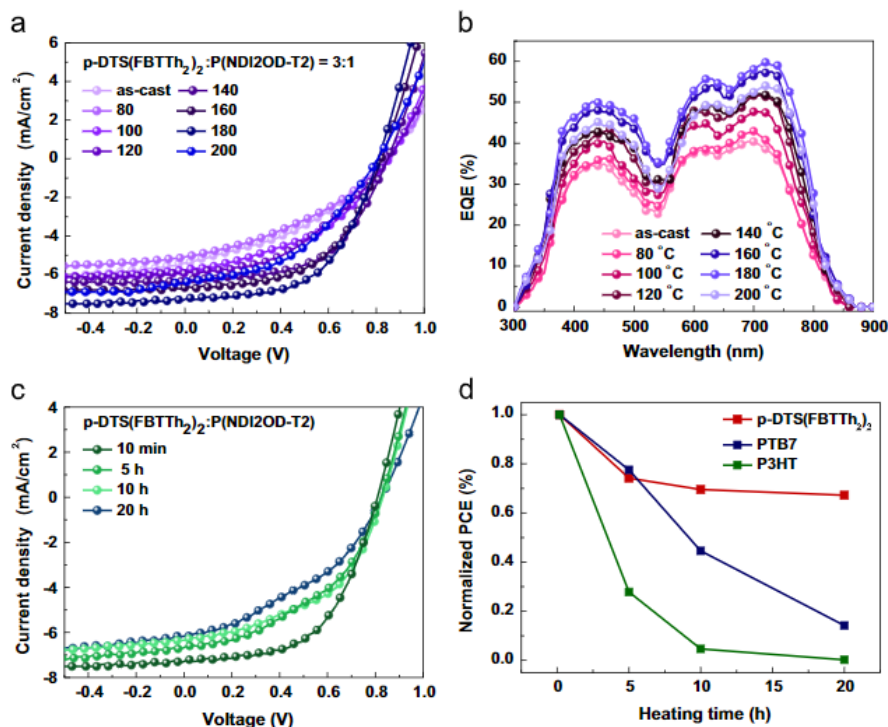 a
p-DTS(FBTTh2)2:P(NDI2OD-T2) = 3:1
as-cast 140
80 160
100 180
120 200
6
4
2
0
-2
-4
-6
-8
-0.4 -0.2 0.0 0.2 0.4 0.6 0.8 1.0
Current density (mA/cm2)
Voltage (V)
b
60
50
40
30
20
10
0
300 400 500 600 700 800 900
EQE (%)
as-cast 140 °C
80 °C 160 °C
100 °C 180 °C
120 °C 200 °C
Wavelength (nm)
c
p-DTS(FBTTh2)2:P(NDI2OD-T2)
10 min
5 h
10 h
20 h
4
2
0
-2
-4
-6
-8
-0.4 -0.2 0.0 0.2 0.4 0.6 0.8 1.0
Current density (mA/cm2)
Voltage (V)
d
p-DTS(FBTTh2)2
PTB7
P3HT
1.0
0.8
0.6
0.4
0.2
0.0
0 5 10 15 20
Normalized PCE (%)
Heating time (h)